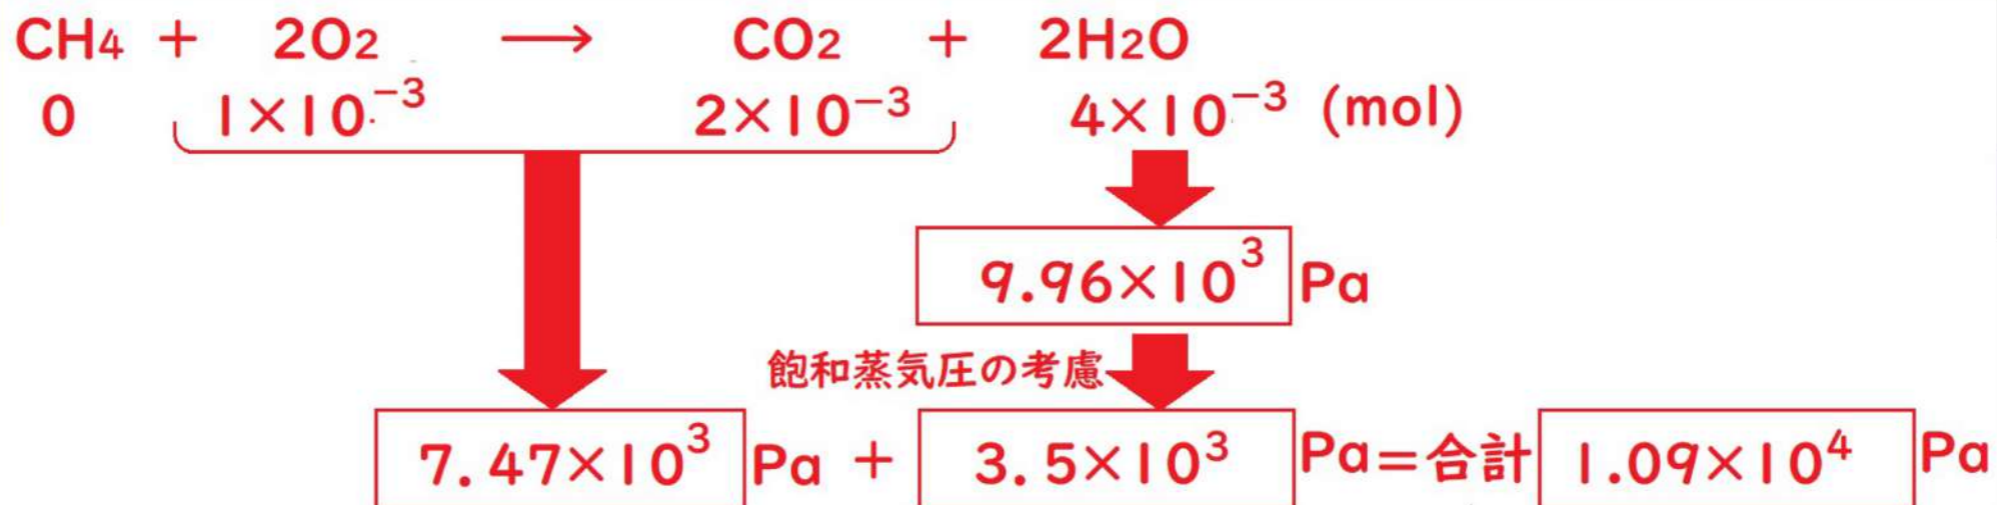 CH4 + 2O2 → CO2 + 2H2O
0 1×10⁻³ 2×10⁻³ 4×10⁻³ (mol)
9.96×10³ Pa
飽和蒸気圧の考慮
7.47×10³ Pa + 3.5×10³ Pa=合計 1.09×10⁴ Pa